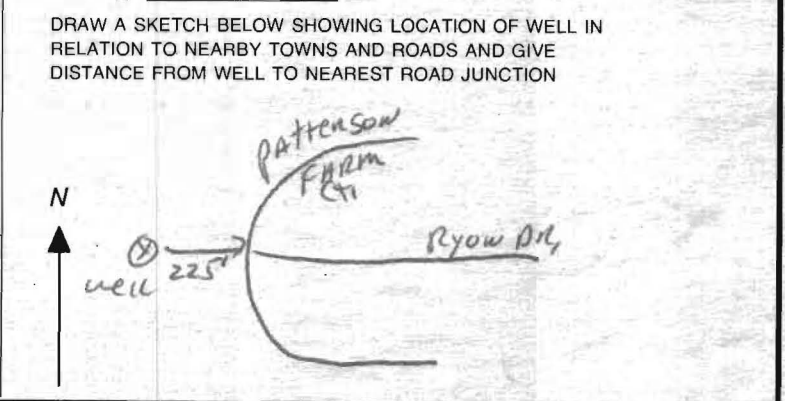 DRAW A SKETCH BELOW SHOWING LOCATION OF WELL IN
RELATION TO NEARBY TOWNS AND ROADS AND GIVE
DISTANCE FROM WELL TO NEAREST ROAD JUNCTION
PATTERSON
FARM
Ct.
N
Ryow DR,
well 225'